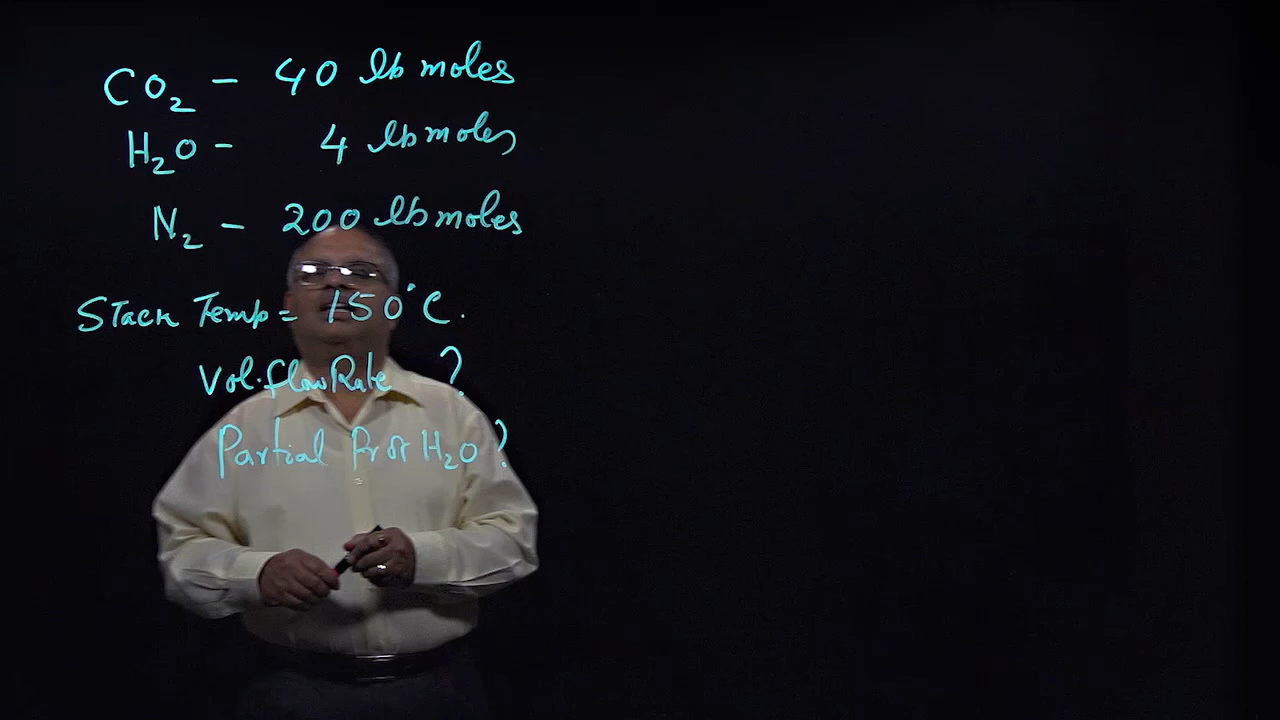 CO2 - 40 lb moles
H2O - 4 lb moles
N2 - 200 lb moles
Stack Temp = 150°C.
Vol. flow Rate ?
Partial Pr of H2O ?